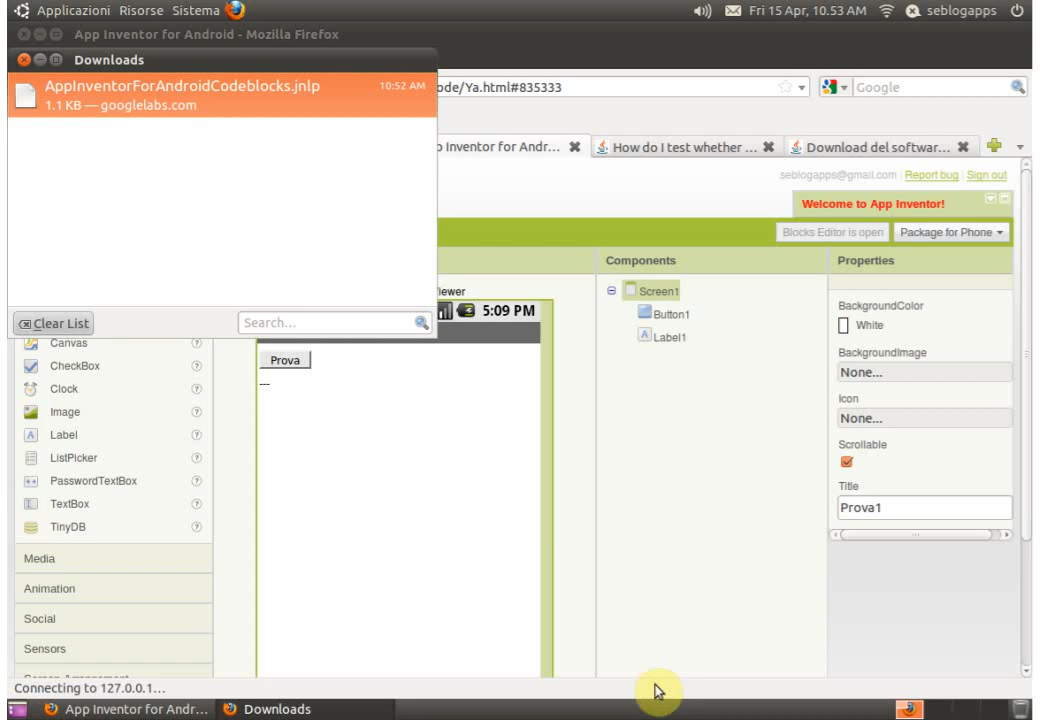 Applicazioni Risorse Sistema
Fri 15 Apr, 10.53 AM seblogapps
App Inventor for Android - Mozilla Firefox
Downloads
AppInventorForAndroidCodeblocks.jnlp 10:52 AM
1.1 KB — googlelabs.com
ode/Ya.html#835333
Google
Inventor for Andr...
How do I test whether ...
Download del softwar...
seblogapps@gmail.com | Report bug | Sign out
Welcome to App Inventor!
Blocks Editor is open
Package for Phone
Components
Properties
iewer
5:09 PM
Clear List
Search...
Screen1
Button1
Label1
BackgroundColor
White
BackgroundImage
None...
Icon
None...
Scrollable
Title
Prova1
Prova
---
Canvas
CheckBox
Clock
Image
Label
ListPicker
PasswordTextBox
TextBox
TinyDB
Media
Animation
Social
Sensors
Connecting to 127.0.0.1...
App Inventor for Andr...
Downloads